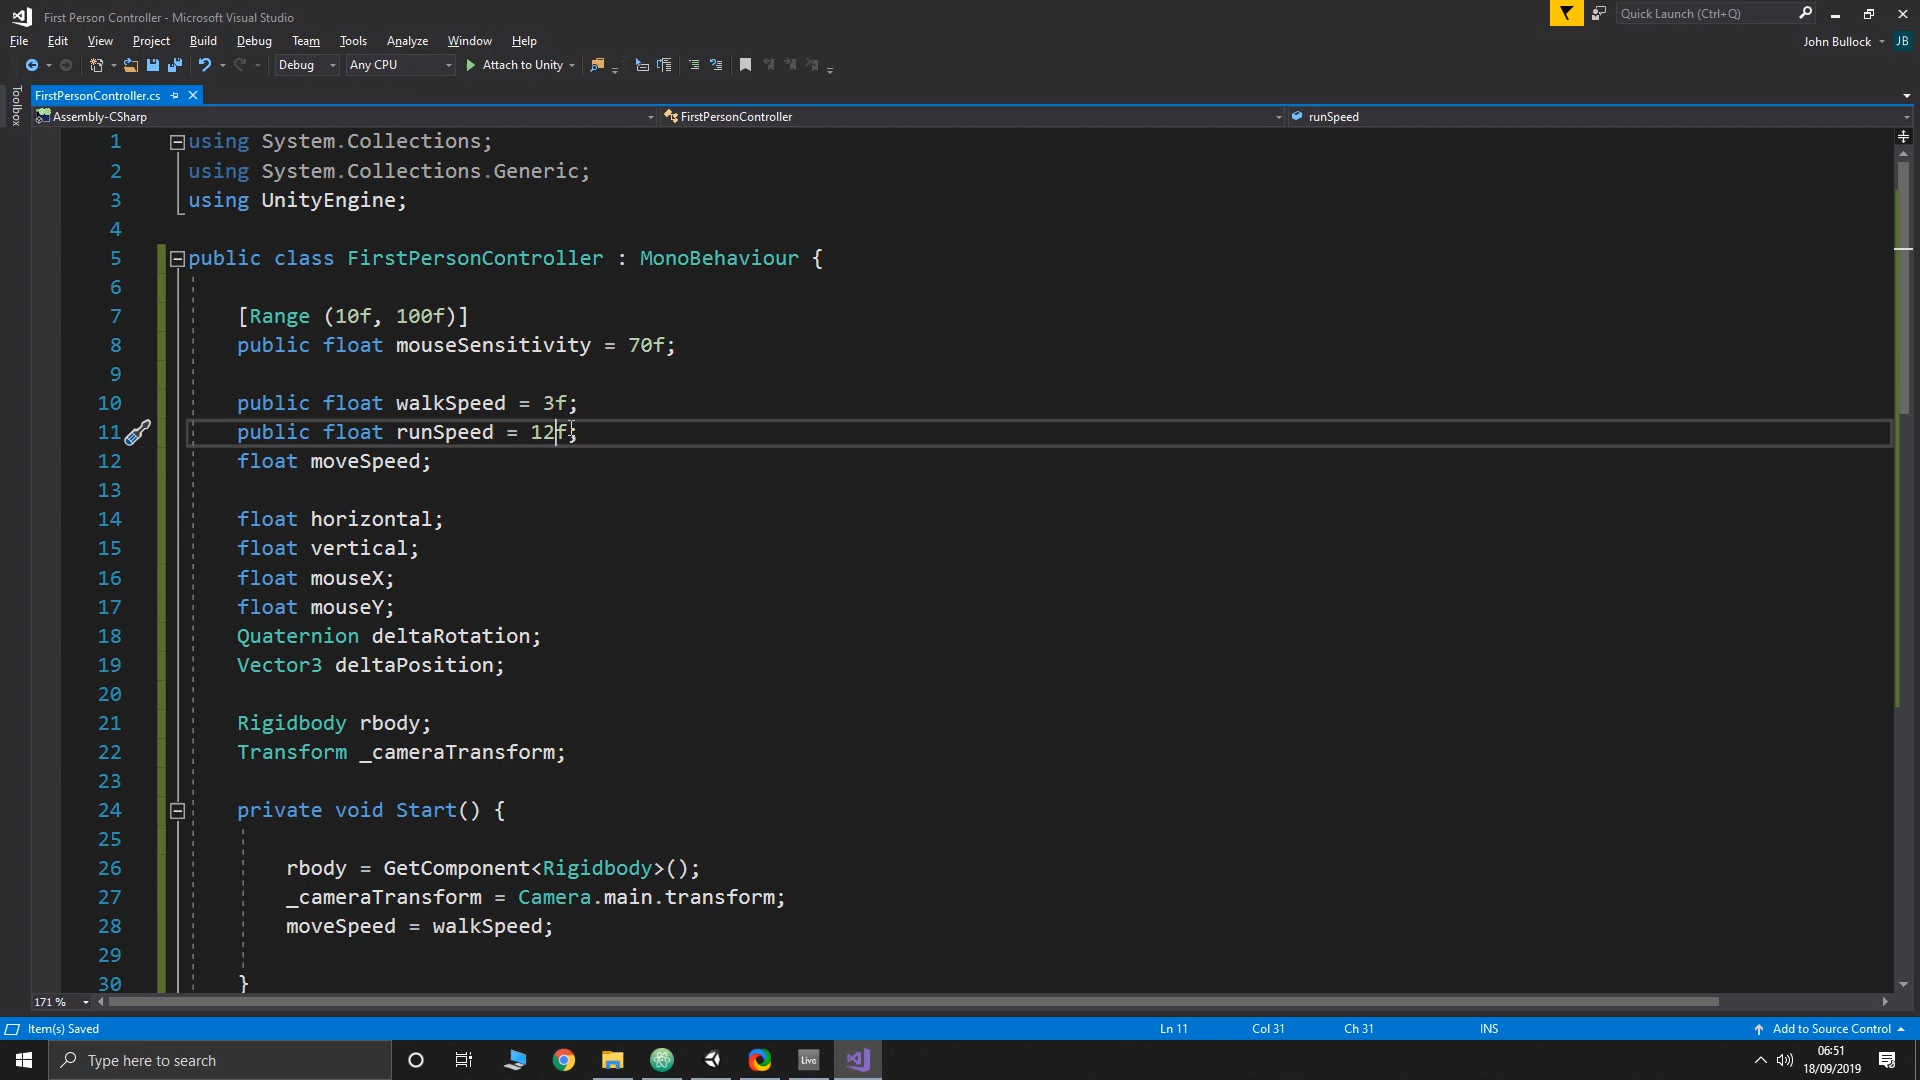 First Person Controller - Microsoft Visual Studio
Quick Launch (Ctrl+Q)
File Edit View Project Build Debug Team Tools Analyze Window Help
John Bullock JB
Debug Any CPU Attach to Unity
Toolbox
FirstPersonController.cs
Assembly-CSharp FirstPersonController runSpeed
1 using System.Collections;
2 using System.Collections.Generic;
3 using UnityEngine;
4
5 public class FirstPersonController : MonoBehaviour {
6
7 [Range (10f, 100f)]
8 public float mouseSensitivity = 70f;
9
10 public float walkSpeed = 3f;
11 public float runSpeed = 12f;
12 float moveSpeed;
13
14 float horizontal;
15 float vertical;
16 float mouseX;
17 float mouseY;
18 Quaternion deltaRotation;
19 Vector3 deltaPosition;
20
21 Rigidbody rbody;
22 Transform _cameraTransform;
23
24 private void Start() {
25
26 rbody = GetComponent<Rigidbody>();
27 _cameraTransform = Camera.main.transform;
28 moveSpeed = walkSpeed;
29
30 }
171 %
Item(s) Saved Ln 11 Col 31 Ch 31 INS Add to Source Control
Type here to search Live 06:51
18/09/2019